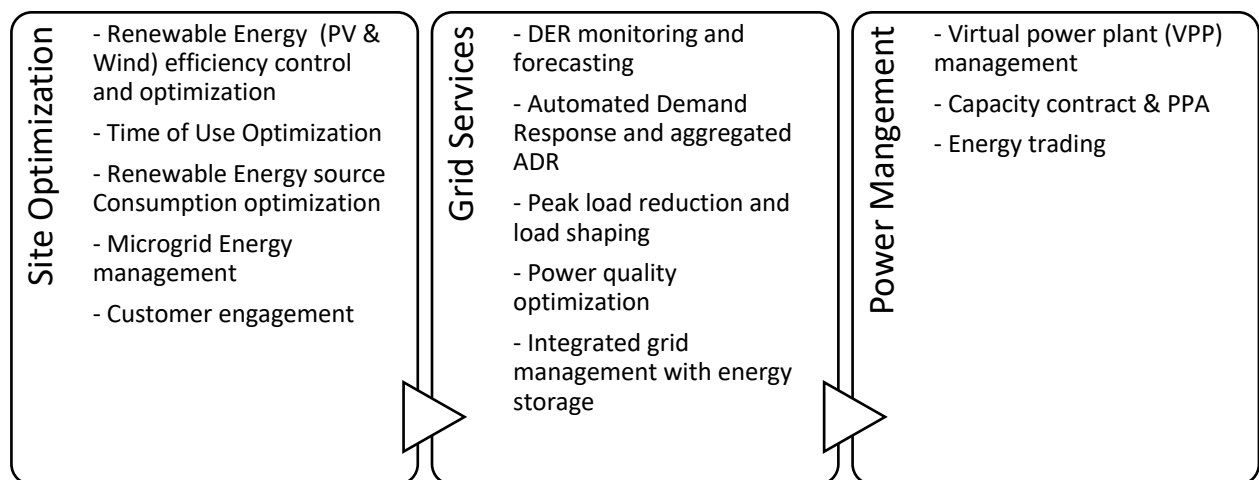 Site Optimization
- Renewable Energy  (PV &
Wind) efficiency control
and optimization
- Time of Use Optimization
- Renewable Energy source
Consumption optimization
- Microgrid Energy
management
- Customer engagement
Grid Services
- DER monitoring and
forecasting
- Automated Demand
Response and aggregated
ADR
- Peak load reduction and
load shaping
- Power quality
optimization
- Integrated grid
management with energy
storage
Power Mangement
- Virtual power plant (VPP)
management
- Capacity contract & PPA
- Energy trading